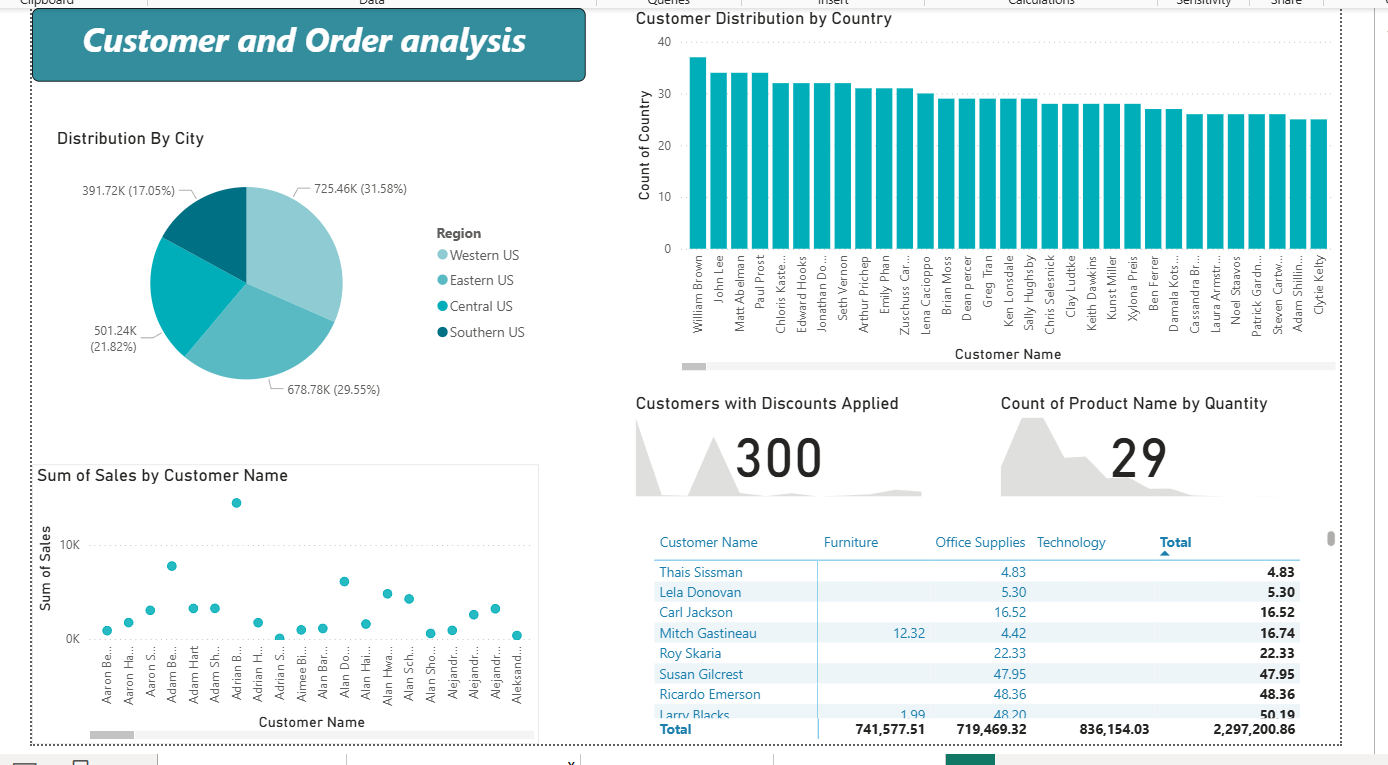 Clipboard
Data
Queries
Insert
Calculations
Sensitivity
Share
Customer and Order analysis
Distribution By City
391.72K (17.05%)
725.46K (31.58%)
501.24K
(21.82%)
678.78K (29.55%)
Region
Western US
Eastern US
Central US
Southern US
Customer Distribution by Country
Count of Country
40
30
20
10
0
William Brown
John Lee
Matt Abelman
Paul Prost
Chloris Kaste...
Edward Hooks
Jonathan Do...
Seth Vernon
Arthur Prichep
Emily Phan
Zuschuss Car...
Lena Cacioppo
Brian Moss
Dean percer
Greg Tran
Ken Lonsdale
Sally Hughsby
Chris Selesnick
Clay Ludtke
Keith Dawkins
Kunst Miller
Xylona Preis
Ben Ferrer
Damala Kots...
Cassandra Br...
Laura Armstr...
Noel Staavos
Patrick Gardn...
Steven Cartw...
Adam Shillin...
Clytie Kelty
Customer Name
Customers with Discounts Applied
300
Count of Product Name by Quantity
29
Sum of Sales by Customer Name
Sum of Sales
10K
0K
Aaron Be...
Aaron Ha...
Aaron S...
Adam Be...
Adam Hart
Adam Sh...
Adrian B...
Adrian H...
Adrian S...
Aimee Bi...
Alan Bar...
Alan Do...
Alan Hai...
Alan Hwa...
Alan Sch...
Alan Sho...
Alejandr...
Alejandr...
Alejandr...
Aleksand...
Customer Name
Customer Name Furniture Office Supplies Technology Total
Thais Sissman 4.83 4.83
Lela Donovan 5.30 5.30
Carl Jackson 16.52 16.52
Mitch Gastineau 12.32 4.42 16.74
Roy Skaria 22.33 22.33
Susan Gilcrest 47.95 47.95
Ricardo Emerson 48.36 48.36
Larry Blacks 1.99 48.20 50.19
Total 741,577.51 719,469.32 836,154.03 2,297,200.86